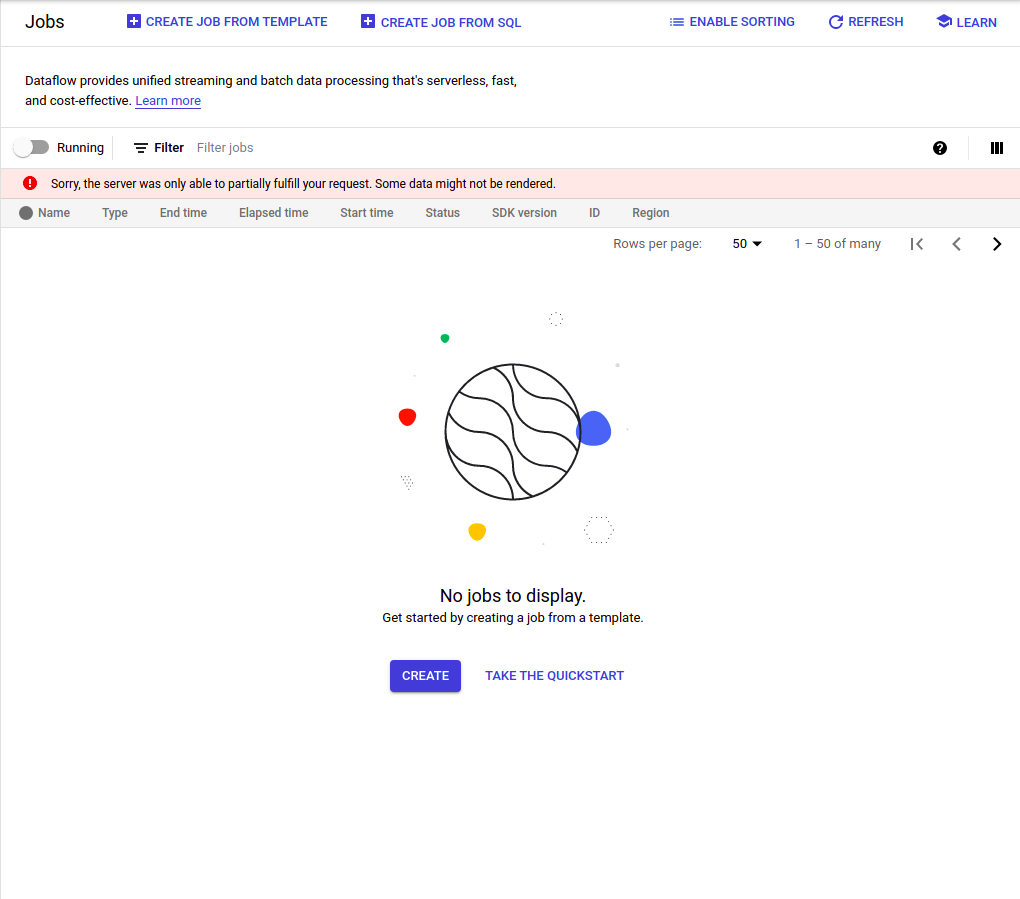 Jobs CREATE JOB FROM TEMPLATE CREATE JOB FROM SQL ENABLE SORTING REFRESH LEARN
Dataflow provides unified streaming and batch data processing that's serverless, fast,
and cost-effective. Learn more
Running Filter Filter jobs
Sorry, the server was only able to partially fulfill your request. Some data might not be rendered.
Name Type End time Elapsed time Start time Status SDK version ID Region
Rows per page: 50 1 – 50 of many
No jobs to display.
Get started by creating a job from a template.
CREATE TAKE THE QUICKSTART